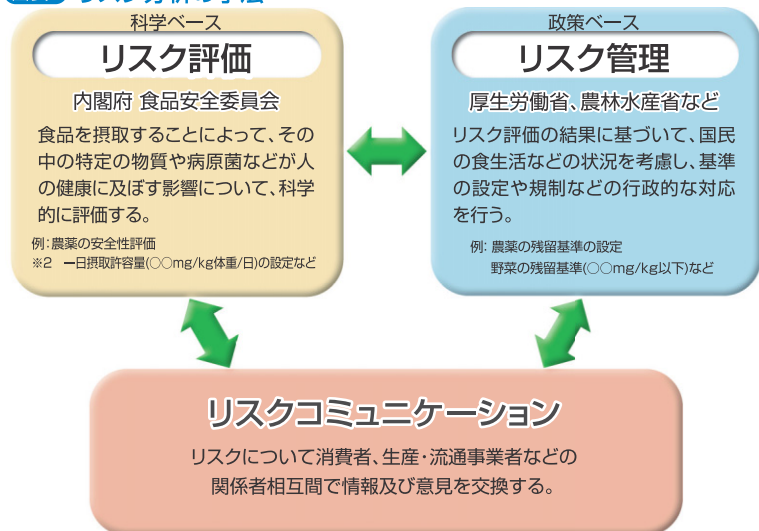 リスク分析の手法
科学ベース
リスク評価
内閣府 食品安全委員会
食品を摂取することによって、その
中の特定の物質や病原菌などが人
の健康に及ぼす影響について、科学
的に評価する。
例:農薬の安全性評価
※2 一日摂取許容量(○○mg/kg体重/日)の設定など
政策ベース
リスク管理
厚生労働省、農林水産省など
リスク評価の結果に基づいて、国民
の食生活などの状況を考慮し、基準
の設定や規制などの行政的な対応
を行う。
例: 農薬の残留基準の設定
野菜の残留基準(○○mg/kg以下)など
リスクコミュニケーション
リスクについて消費者、生産・流通事業者などの
関係者相互間で情報及び意見を交換する。